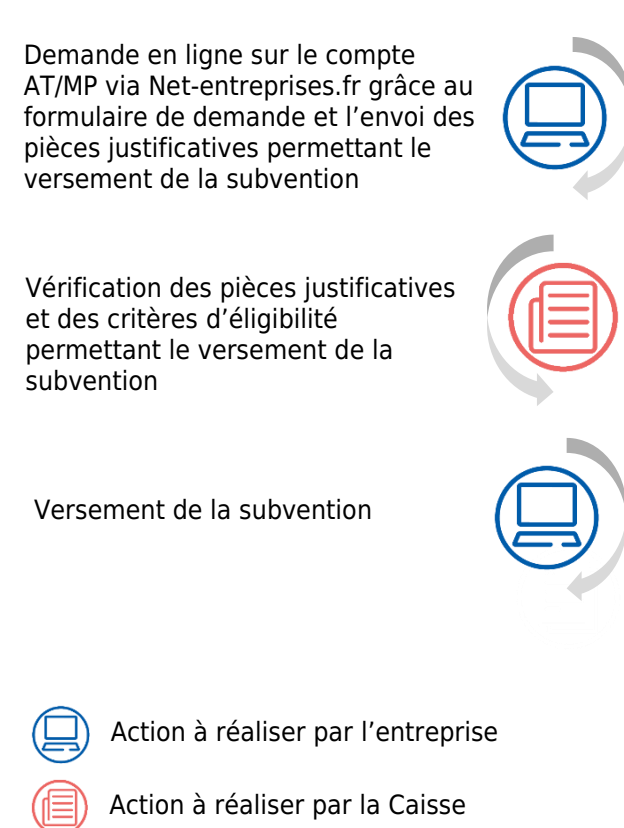 Demande en ligne sur le compte
AT/MP via Net-entreprises.fr grâce au
formulaire de demande et l’envoi des
pièces justificatives permettant le
versement de la subvention
Vérification des pièces justificatives
et des critères d’éligibilité
permettant le versement de la
subvention
Versement de la subvention
Action à réaliser par l’entreprise
Action à réaliser par la Caisse